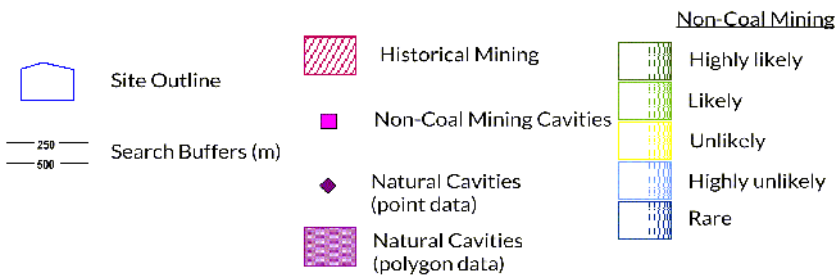 Site Outline
250
500
Search Buffers (m)
Historical Mining
Non-Coal Mining Cavities
Natural Cavities
(point data)
Natural Cavities
(polygon data)
Non-Coal Mining
Highly likely
Likely
Unlikely
Highly unlikely
Rare